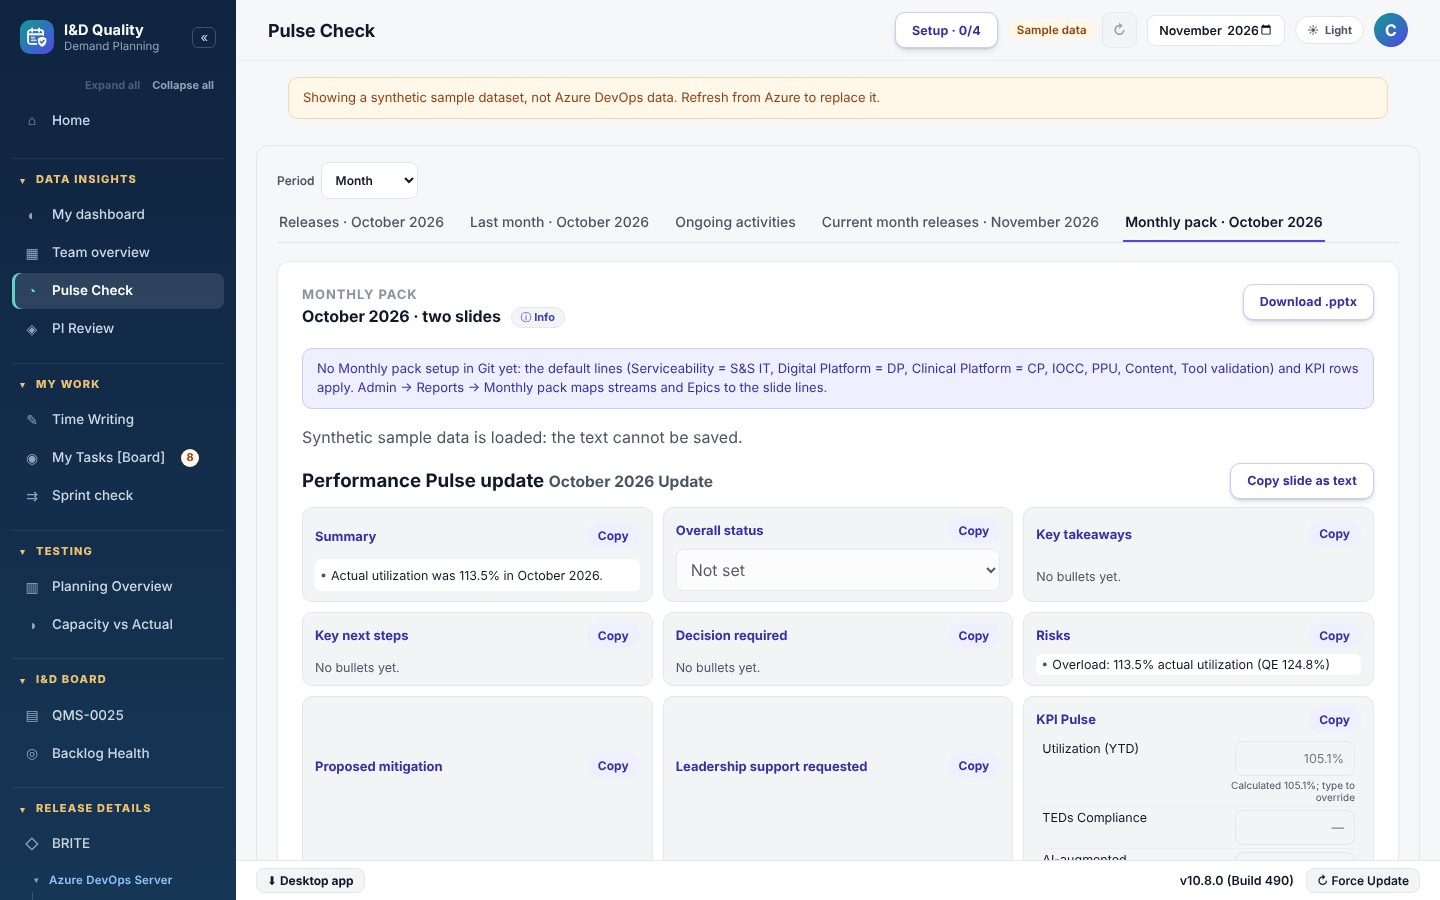 I&D Quality
Demand Planning
«
Expand all Collapse all
Home
DATA INSIGHTS
My dashboard
Team overview
Pulse Check
PI Review
MY WORK
Time Writing
My Tasks [Board] 8
Sprint check
TESTING
Planning Overview
Capacity vs Actual
I&D BOARD
QMS-0025
Backlog Health
RELEASE DETAILS
BRITE
Azure DevOps Server
Pulse Check
Setup · 0/4
Sample data
November 2026
Light
C
Showing a synthetic sample dataset, not Azure DevOps data. Refresh from Azure to replace it.
Period Month
Releases · October 2026 Last month · October 2026 Ongoing activities Current month releases · November 2026 Monthly pack · October 2026
MONTHLY PACK
October 2026 · two slides ⓘ Info
Download .pptx
No Monthly pack setup in Git yet: the default lines (Serviceability = S&S IT, Digital Platform = DP, Clinical Platform = CP, IOCC, PPU, Content, Tool validation) and KPI rows
apply. Admin → Reports → Monthly pack maps streams and Epics to the slide lines.
Synthetic sample data is loaded: the text cannot be saved.
Performance Pulse update October 2026 Update
Copy slide as text
Summary Copy
• Actual utilization was 113.5% in October 2026.
Overall status Copy
Not set
Key takeaways Copy
No bullets yet.
Key next steps Copy
No bullets yet.
Decision required Copy
No bullets yet.
Risks Copy
• Overload: 113.5% actual utilization (QE 124.8%)
Proposed mitigation Copy
Leadership support requested Copy
KPI Pulse Copy
Utilization (YTD) 105.1%
Calculated 105.1%; type to
override
TEDs Compliance —
AI-augmented
Desktop app
v10.8.0 (Build 490)
Force Update